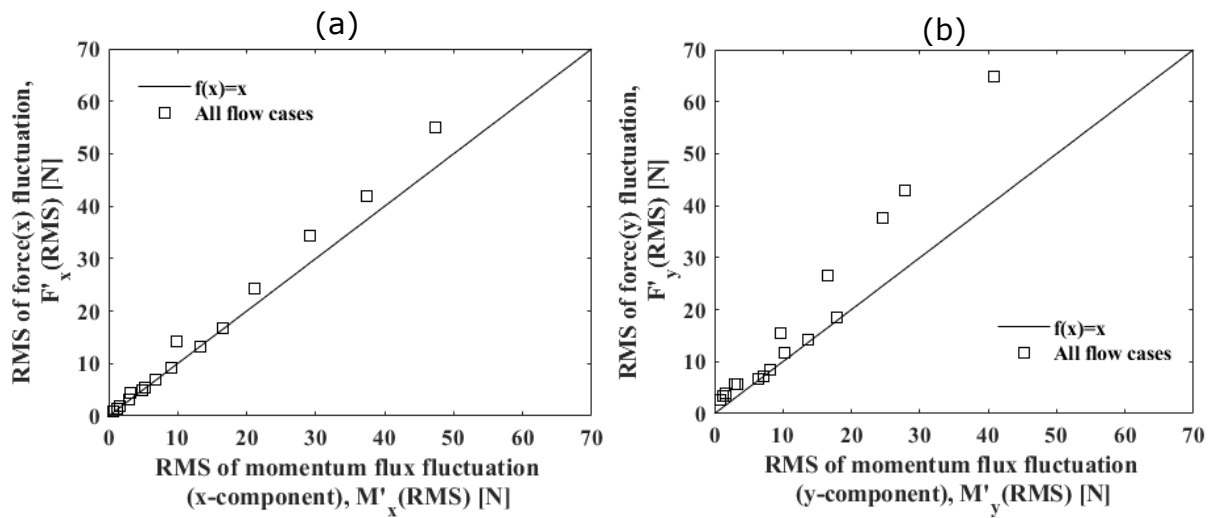 (a)
RMS of force(x) fluctuation,
F'x(RMS) [N]
70
60
50
40
30
20
10
0
f(x)=x
All flow cases
0 10 20 30 40 50 60 70
RMS of momentum flux fluctuation
(x-component), M'x(RMS) [N]
(b)
RMS of force(y) fluctuation,
F'y(RMS) [N]
70
60
50
40
30
20
10
0
f(x)=x
All flow cases
0 10 20 30 40 50 60 70
RMS of momentum flux fluctuation
(y-component), M'y(RMS) [N]